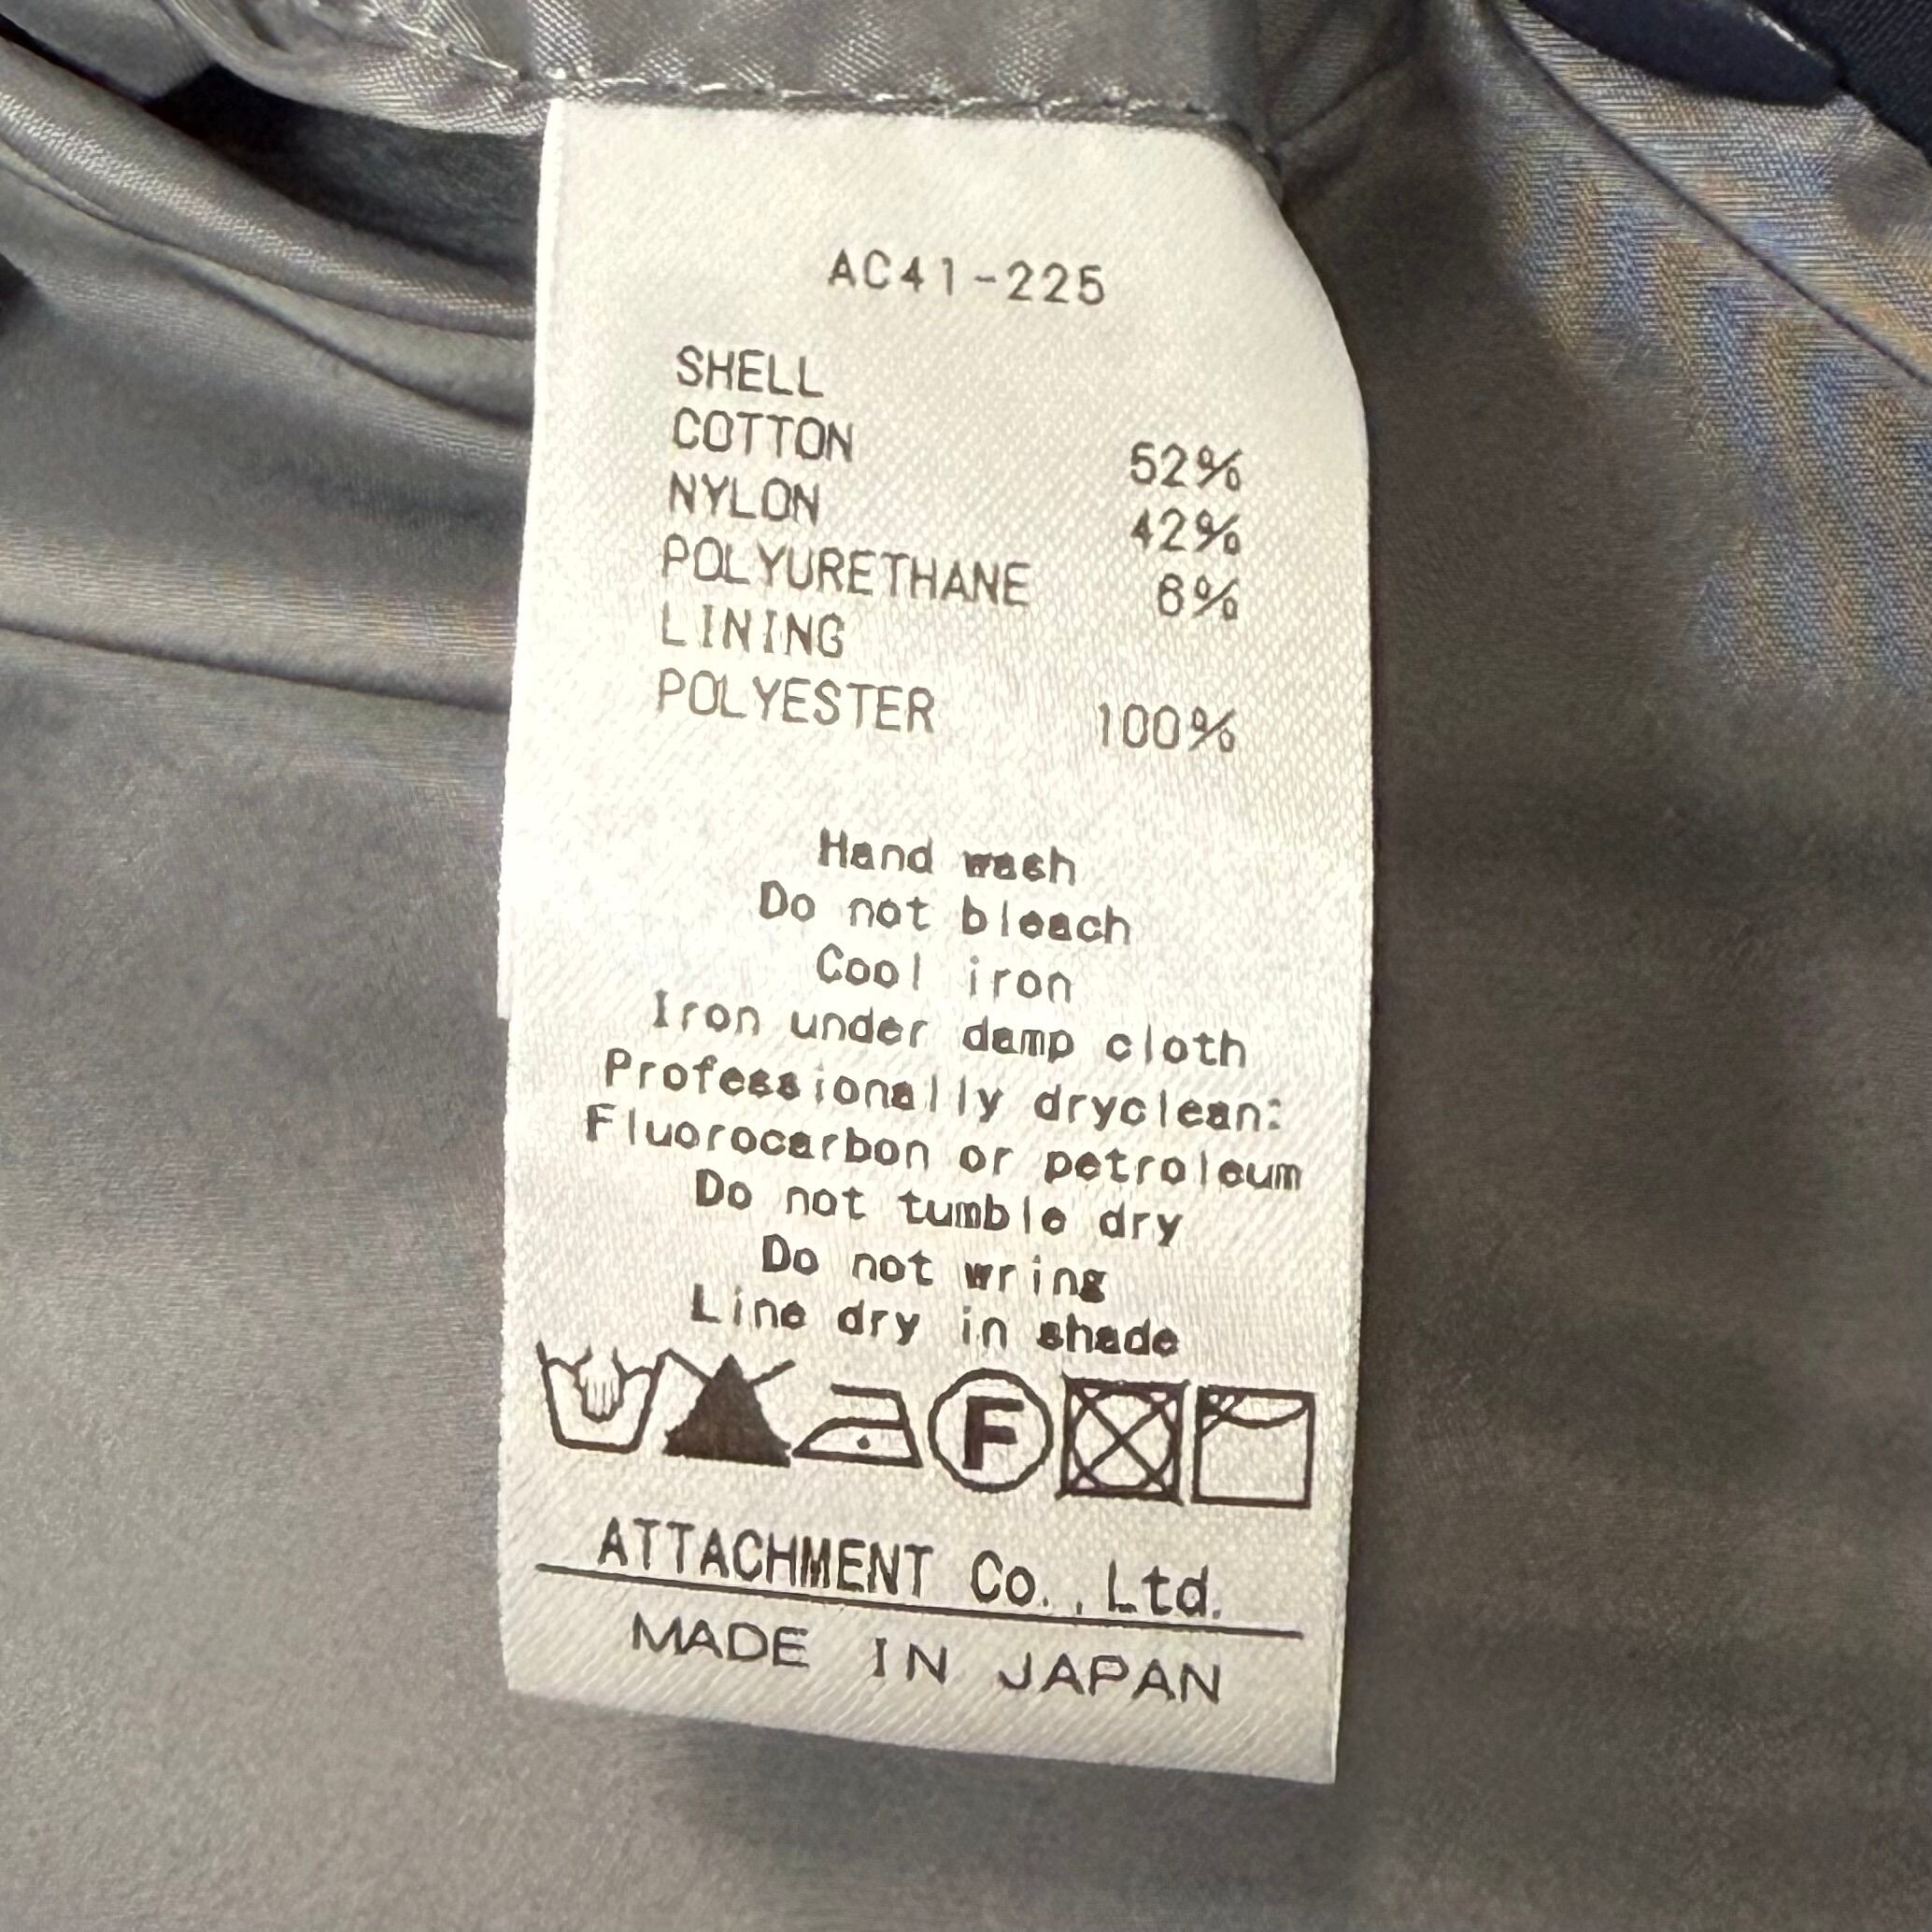 AC41-225
SHELL
COTTON 52%
NYLON 42%
POLYURETHANE 6%
LINING
POLYESTER 100%
Hand wash
Do not bleach
Cool iron
Iron under damp cloth
Professionally dryclean:
Fluorocarbon or petroleum
Do not tumble dry
Do not wring
Line dry in shade
F
ATTACHMENT Co.,Ltd.
MADE IN JAPAN